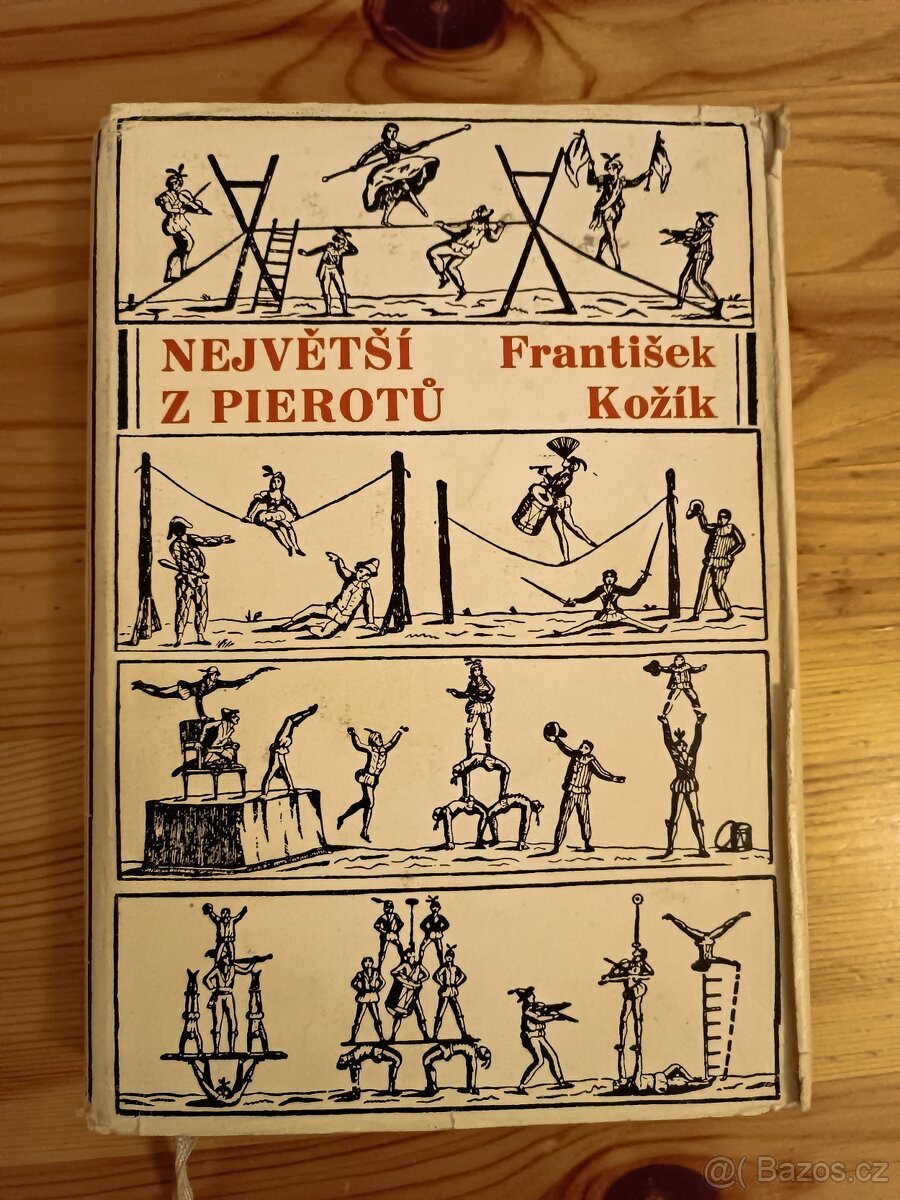 NEJVĚTŠÍ
Z PIEROTŮ
František
Kožík
@( Bazos.cz